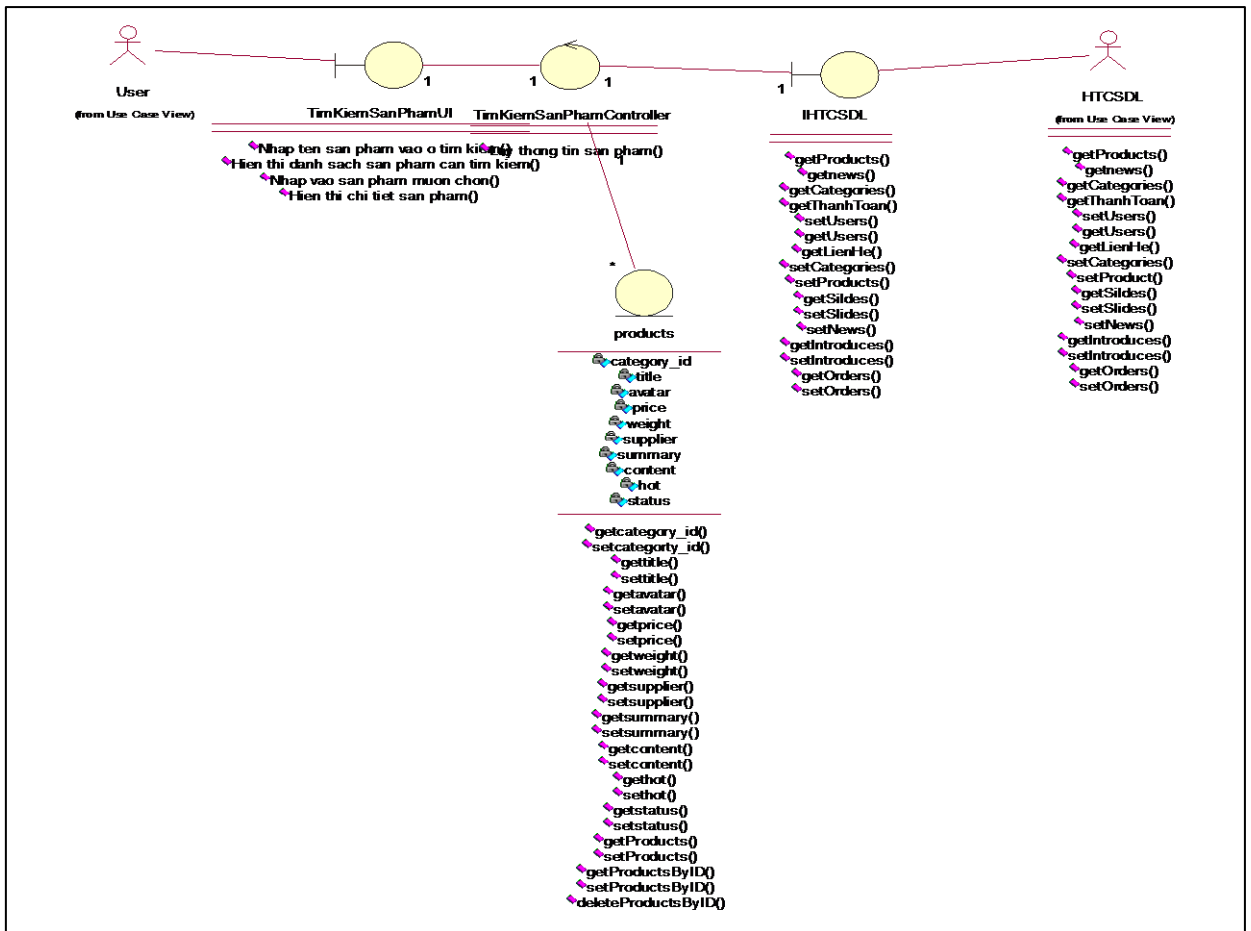 User
(from Use Case View)
TimKiemSanPhamUI
Nhap ten san pham vao o tim kiem()
Hien thi danh sach san pham can tim kiem()
Nhap vao san pham muon chon()
Hien thi chi tiet san pham()
1
1
1
TimKiemSanPhamController
thong tin san pham()
1
1
IHTCSDL
getProducts()
getnews()
getCategories()
getThanhToan()
setUsers()
getUsers()
getLienHe()
setCategories()
setProducts()
getSildes()
setSlides()
setNews()
getIntroduces()
setIntroduces()
getOrders()
setOrders()
HTCSDL
(from Use Case View)
getProducts()
getnews()
getCategories()
getThanhToan()
setUsers()
getUsers()
getLienHe()
setCategories()
setProduct()
getSildes()
setSlides()
setNews()
getIntroduces()
setIntroduces()
getOrders()
setOrders()
*
products
category_id
title
avatar
price
weight
supplier
summary
content
hot
status
getcategory_id()
setcategorty_id()
gettitle()
settitle()
getavatar()
setavatar()
getprice()
setprice()
getweight()
setweight()
getsupplier()
setsupplier()
getsummary()
setsummary()
getcontent()
setcontent()
gethot()
sethot()
getstatus()
setstatus()
getProducts()
setProducts()
getProductsByID()
setProductsByID()
deleteProductsByID()